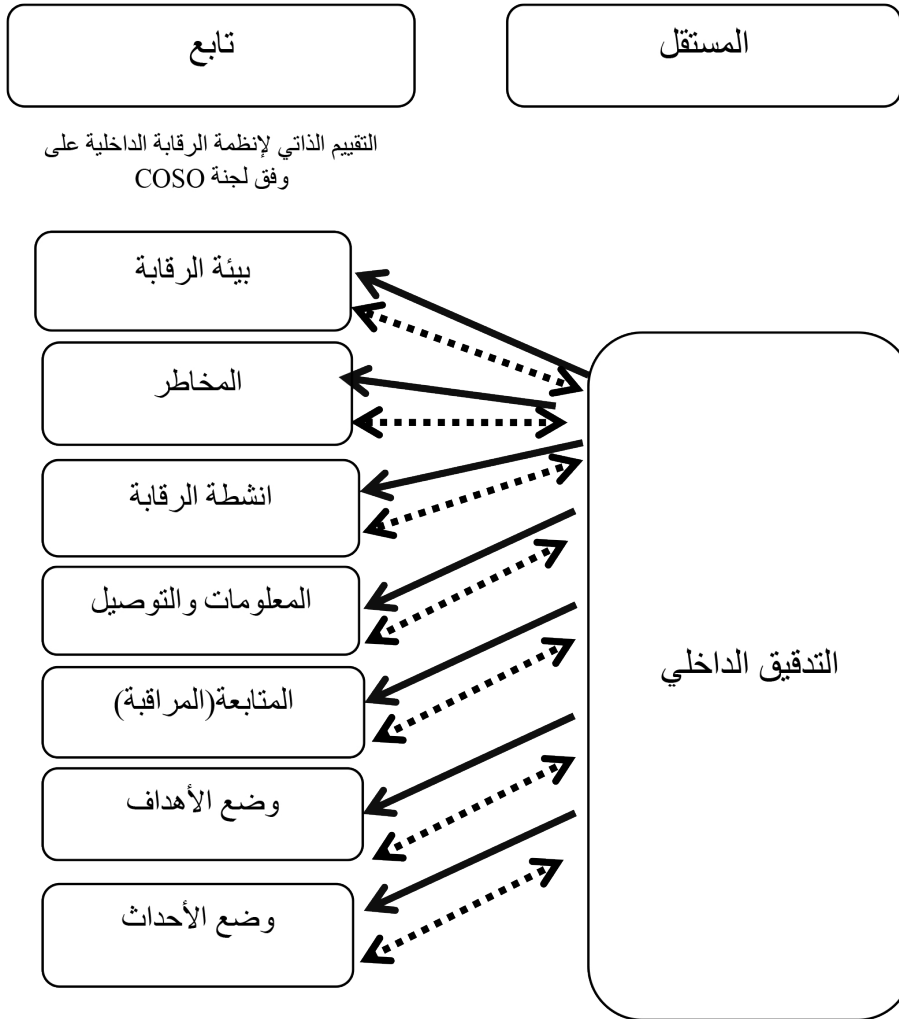 المستقل
تابع
التقييم الذاتي لإنظمة الرقابة الداخلية على
وفق لجنة COSO
بيئة الرقابة
المخاطر
انشطة الرقابة
المعلومات والتوصيل
المتابعة(المراقبة)
وضع الأهداف
وضع الأحداث
التدقيق الداخلي